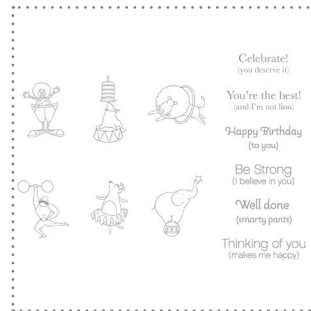 Celebrate!
(you deserve it)
You're the best!
(and I'm not lion)
Happy Birthday
(to you)
Be Strong
(I believe in you)
Well done
(smarty pants)
Thinking of you
(makes me happy)